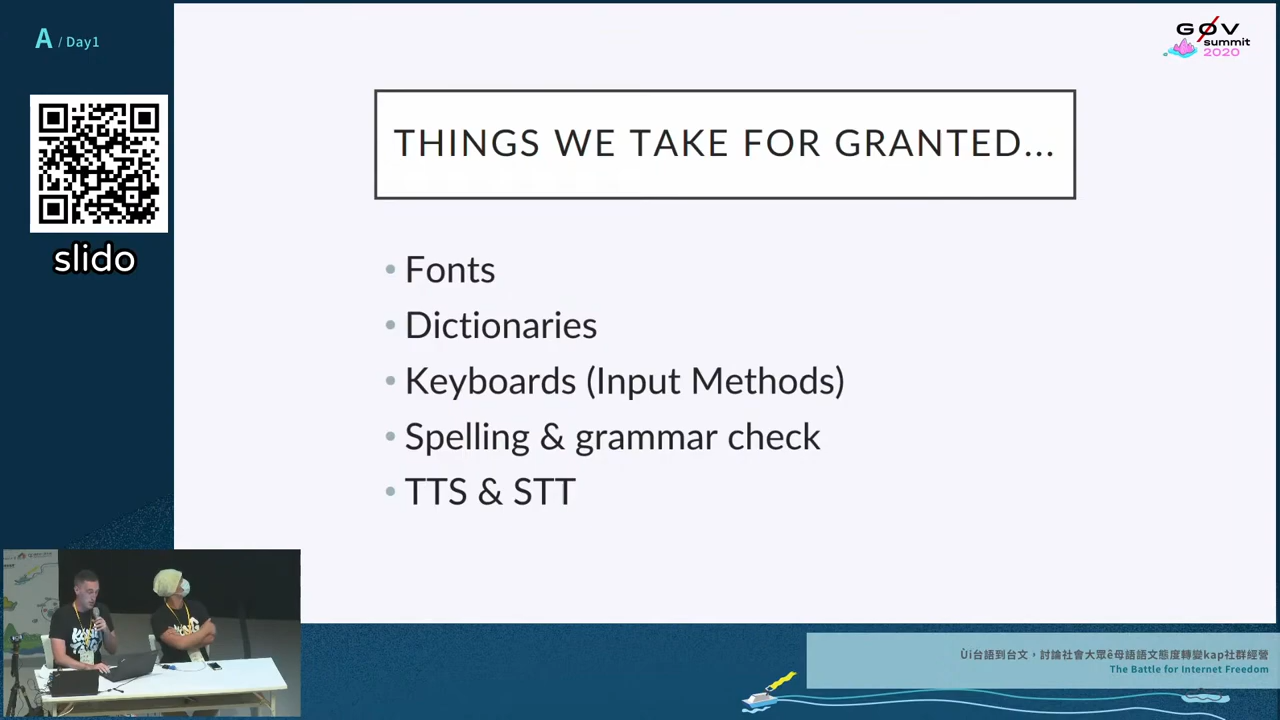 A / Day1
GØV
summit
2020
slido
THINGS WE TAKE FOR GRANTED...
• Fonts
• Dictionaries
• Keyboards (Input Methods)
• Spelling & grammar check
• TTS & STT
Ùi台語到台文，討論社會大眾ê母語語文態度轉變kap社群經營
The Battle for Internet Freedom